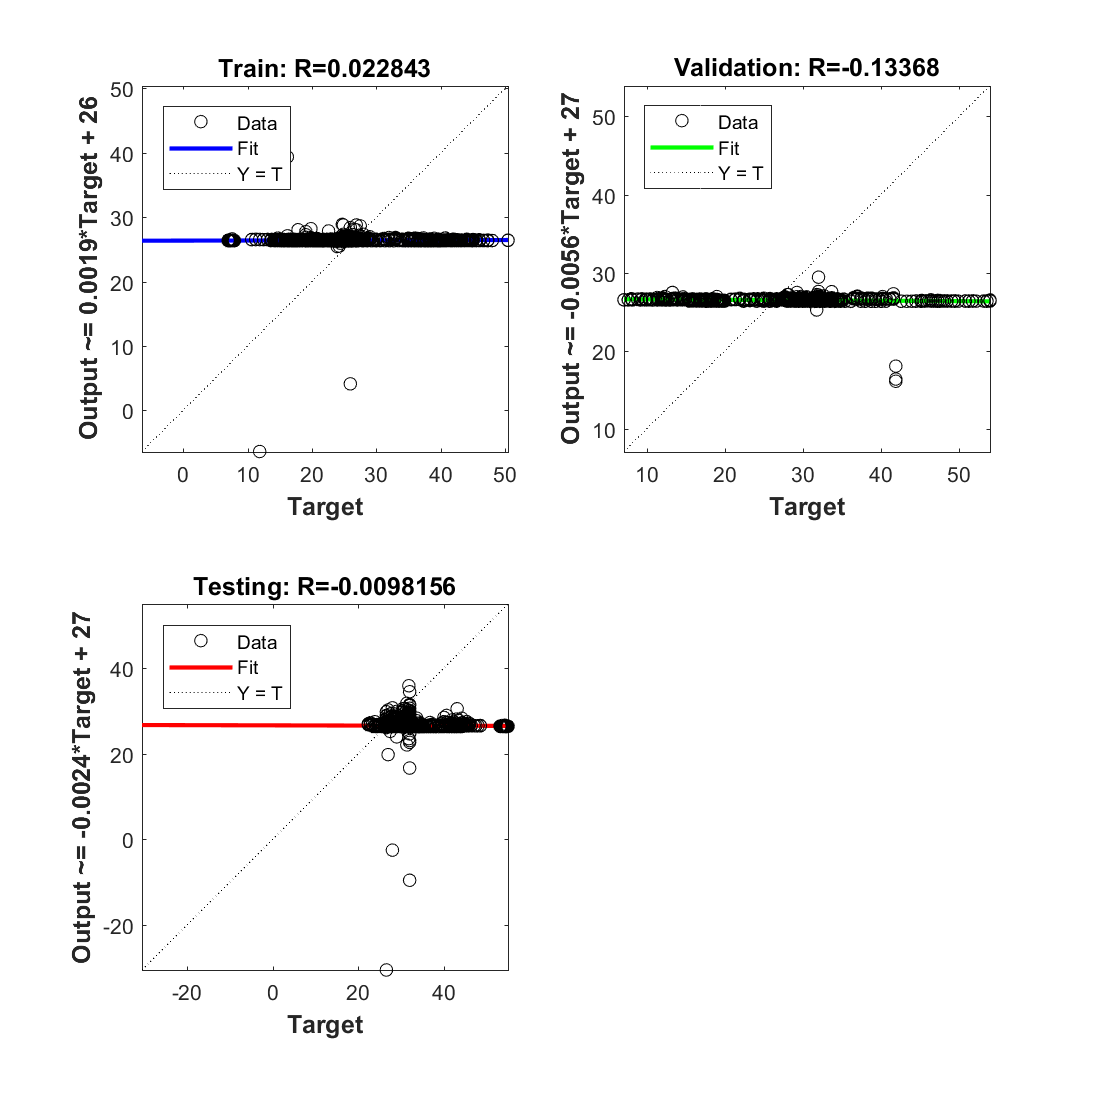 Train: R=0.022843
Output ~= 0.0019*Target + 26
50
40
30
20
10
0
Data
Fit
Y = T
0 10 20 30 40 50
Target
Validation: R=-0.13368
Output ~= -0.0056*Target + 27
50
40
30
20
10
Data
Fit
Y = T
10 20 30 40 50
Target
Testing: R=-0.0098156
Output ~= -0.0024*Target + 27
40
20
0
-20
Data
Fit
Y = T
-20 0 20 40
Target